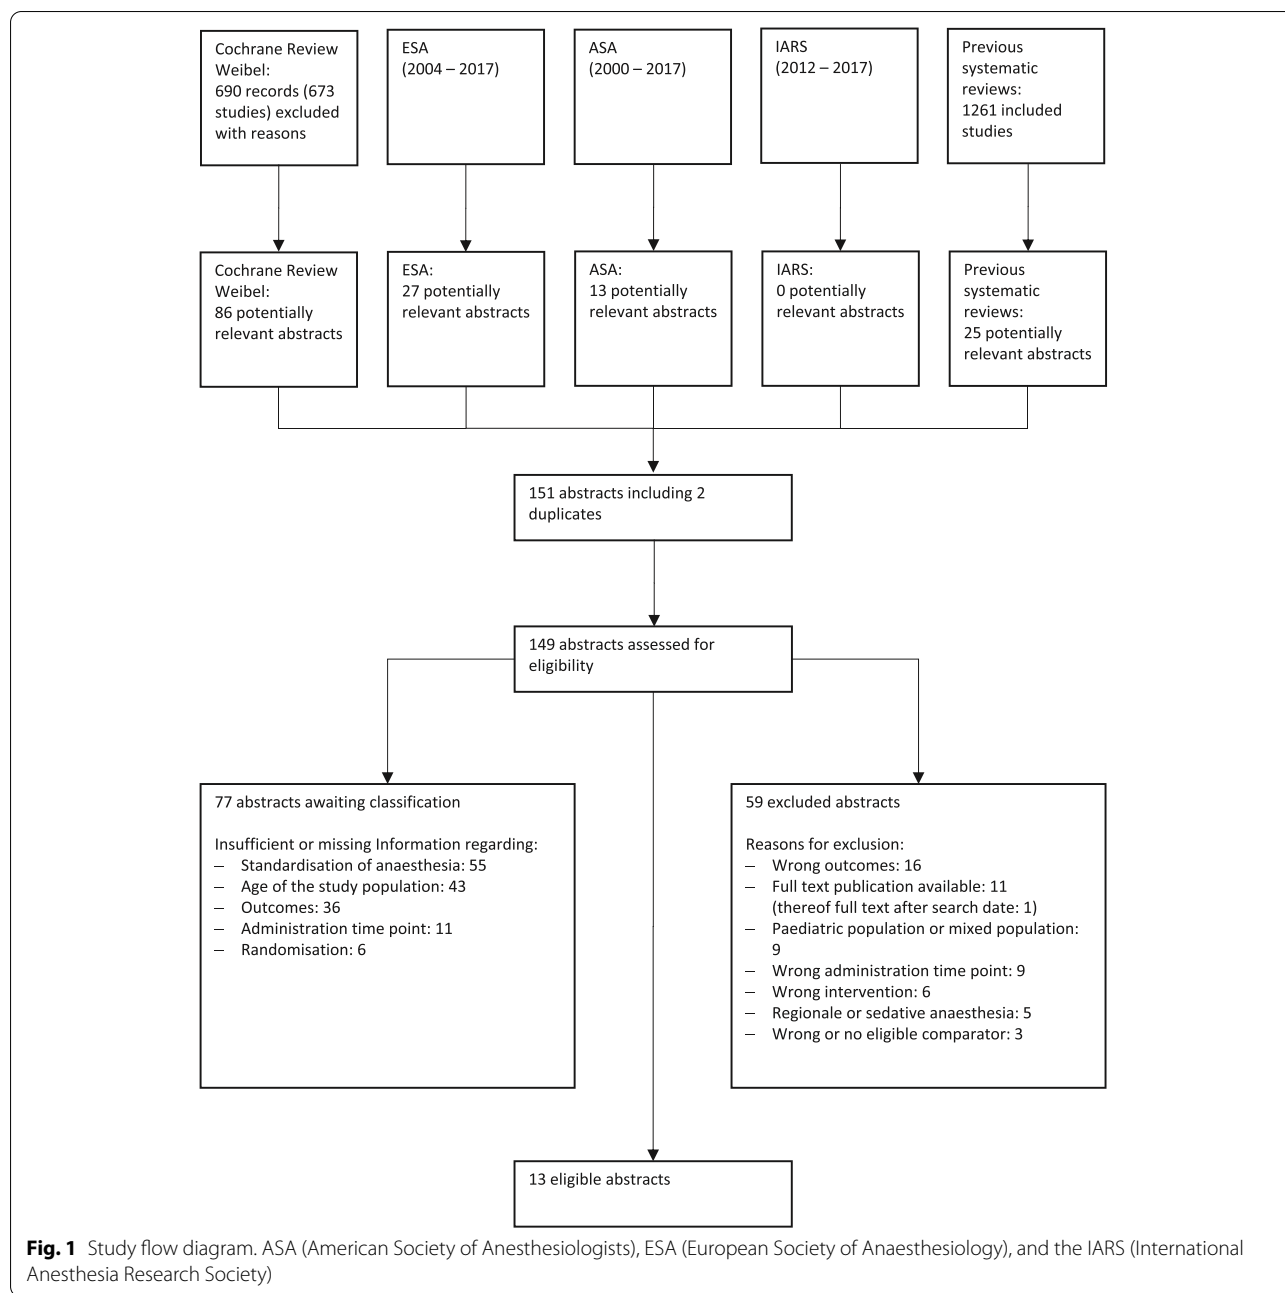 Cochrane Review
Weibel:
690 records (673
studies) excluded
with reasons
ESA
(2004 – 2017)
ASA
(2000 – 2017)
IARS
(2012 – 2017)
Previous
systematic
reviews:
1261 included
studies
Cochrane Review
Weibel:
86 potentially
relevant abstracts
ESA:
27 potentially
relevant abstracts
ASA:
13 potentially
relevant abstracts
IARS:
0 potentially
relevant abstracts
Previous
systematic
reviews:
25 potentially
relevant abstracts
151 abstracts including 2
duplicates
149 abstracts assessed for
eligibility
77 abstracts awaiting classification
Insufficient or missing Information regarding:
– Standardisation of anaesthesia: 55
– Age of the study population: 43
– Outcomes: 36
– Administration time point: 11
– Randomisation: 6
59 excluded abstracts
Reasons for exclusion:
– Wrong outcomes: 16
– Full text publication available: 11
(thereof full text after search date: 1)
– Paediatric population or mixed population:
9
– Wrong administration time point: 9
– Wrong intervention: 6
– Regionale or sedative anaesthesia: 5
– Wrong or no eligible comparator: 3
13 eligible abstracts
Fig. 1 Study flow diagram. ASA (American Society of Anesthesiologists), ESA (European Society of Anaesthesiology), and the IARS (International
Anesthesia Research Society)